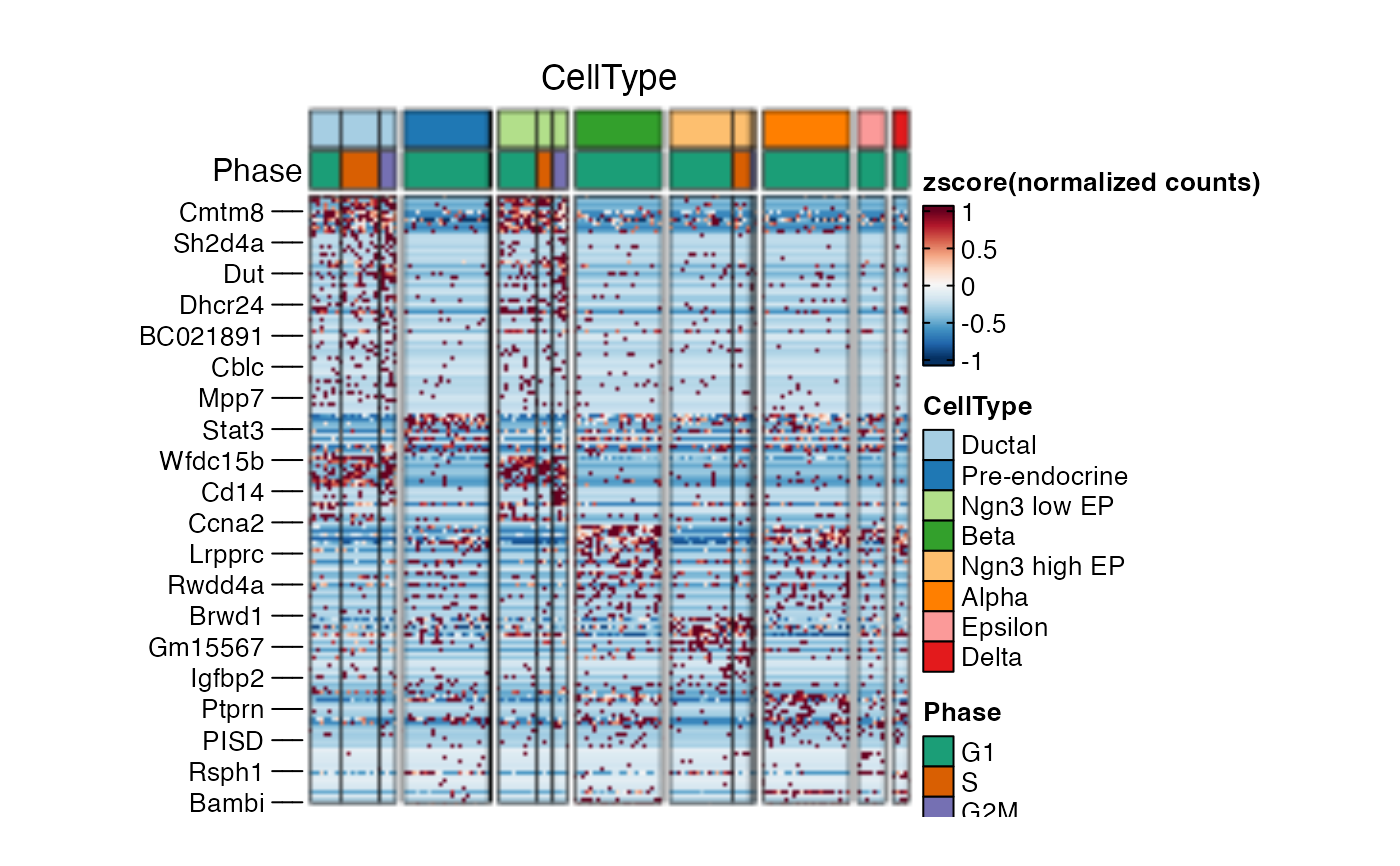 CellType
Phase
Cmtm8
Sh2d4a
Dut
Dhcr24
BC021891
Cblc
Mpp7
Stat3
Wfdc15b
Cd14
Ccna2
Lrpprc
Rwdd4a
Brwd1
Gm15567
Igfbp2
Ptprn
PISD
Rsph1
Bambi
zscore(normalized counts)
1
0.5
0
-0.5
-1
CellType
Ductal
Pre-endocrine
Ngn3 low EP
Beta
Ngn3 high EP
Alpha
Epsilon
Delta
Phase
G1
S
G2M